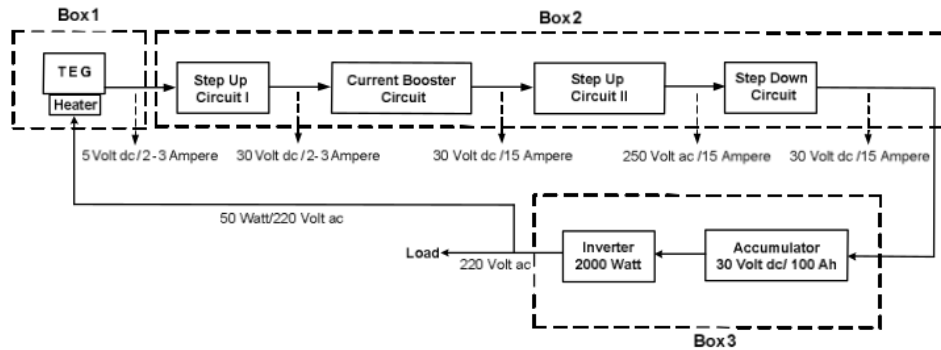 Box1
Box2
TEG
Heater
Step Up
Circuit I
Current Booster
Circuit
Step Up
Circuit II
Step Down
Circuit
5 Volt dc/2-3 Ampere
30 Volt dc/2-3 Ampere
30 Volt dc/15 Ampere
250 Volt ac/15 Ampere
30 Volt dc/15 Ampere
50 Watt/220 Volt ac
Load
220 Volt ac
Inverter
2000 Watt
Accumulator
30 Volt dc/ 100 Ah
Box3